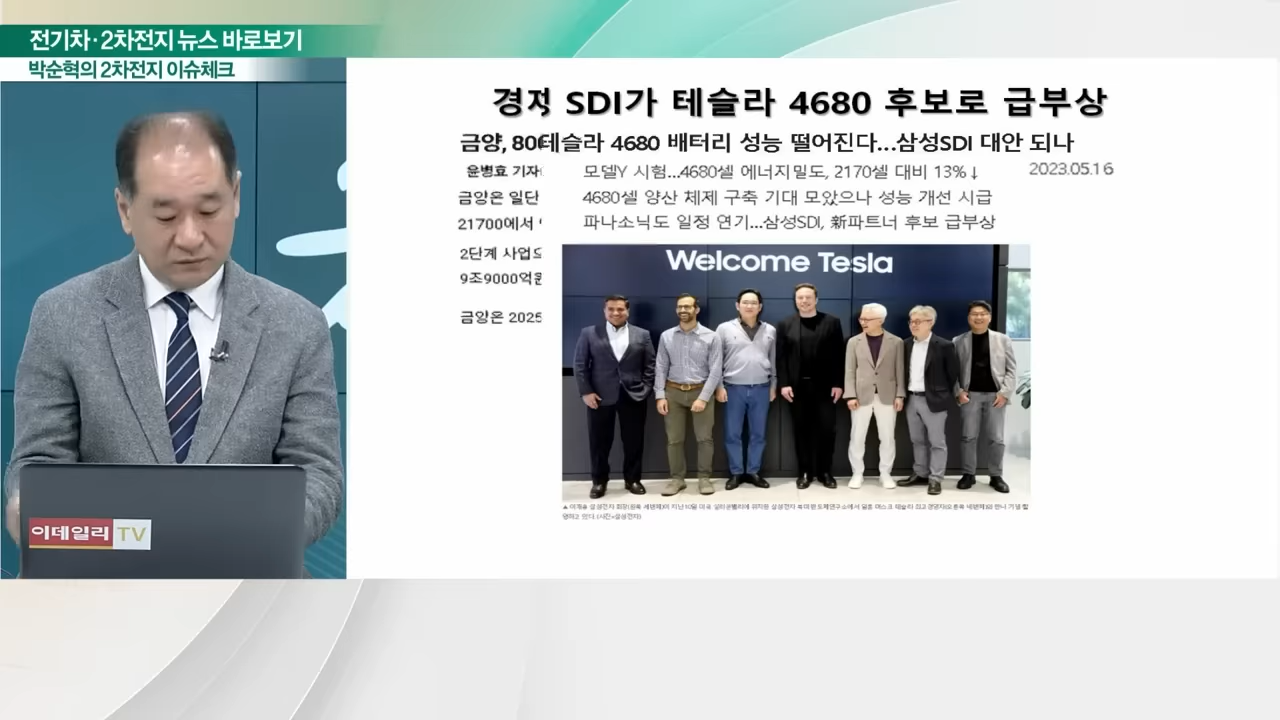 전기차·2차전지 뉴스 바로보기
박순혁의 2차전지 이슈체크
경쟁 SDI가 테슬라 4680 후보로 급부상
금양, 800
테슬라 4680 배터리 성능 떨어진다...삼성SDI 대안 되나
윤병효 기자
모델Y 시험...4680셀 에너지밀도, 2170셀 대비 13%↓
2023.05.16
금양은 일단
4680셀 양산 체제 구축 기대 모았으나 성능 개선 시급
21700에서
파나소닉도 일정 연기...삼성SDI, 新파트너 후보 급부상
2단계 사업으
9조9000억원
금양은 2025
Welcome Tesla
이데일리TV